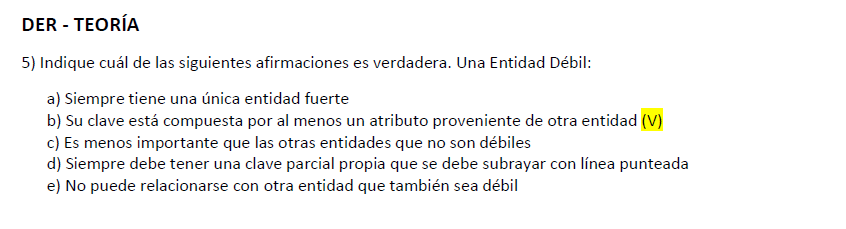 DER - TEORÍA
5) Indique cuál de las siguientes afirmaciones es verdadera. Una Entidad Débil:
a) Siempre tiene una única entidad fuerte
b) Su clave está compuesta por al menos un atributo proveniente de otra entidad (V)
c) Es menos importante que las otras entidades que no son débiles
d) Siempre debe tener una clave parcial propia que se debe subrayar con línea punteada
e) No puede relacionarse con otra entidad que también sea débil